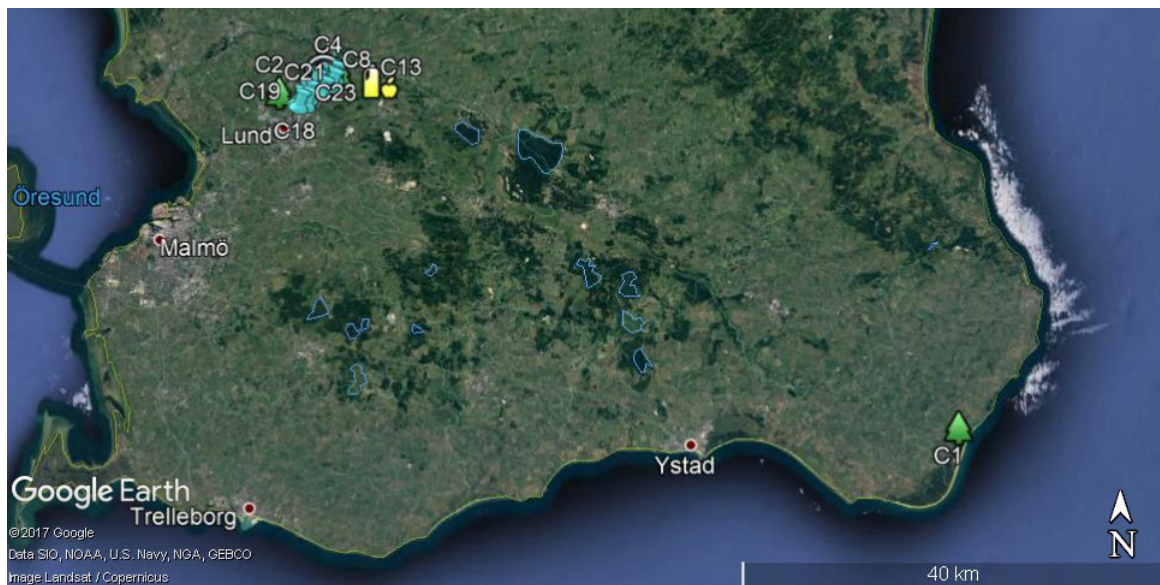 C4
C2 C21 C8 C13
C19 C23
Lund C18
Öresund
Malmö
Ystad
C1
Google Earth
Trelleborg
©2017 Google
Data SIO, NOAA, U.S. Navy, NGA, GEBCO
Image Landsat / Copernicus
N
40 km